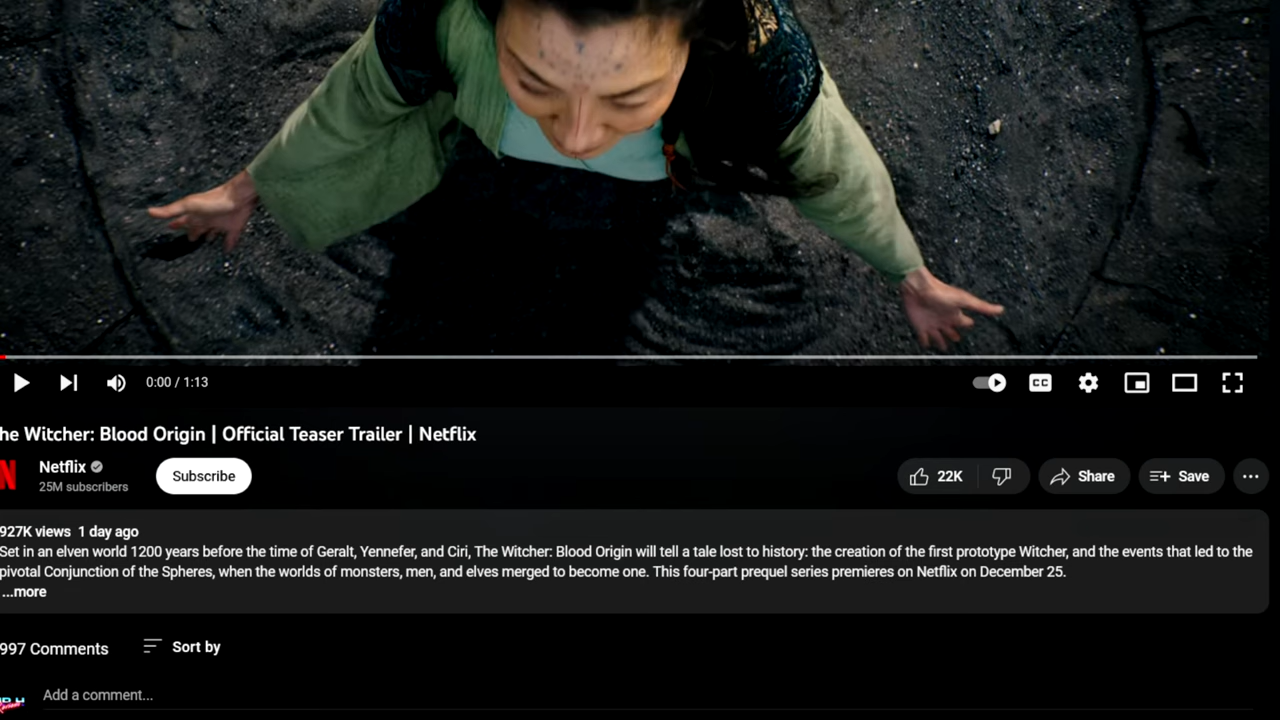 CC
0:00 / 1:13
he Witcher: Blood Origin | Official Teaser Trailer | Netflix
N
Netflix
25M subscribers
Subscribe
22K
Share
Save
927K views 1 day ago
Set in an elven world 1200 years before the time of Geralt, Yennefer, and Ciri, The Witcher: Blood Origin will tell a tale lost to history: the creation of the first prototype Witcher, and the events that led to the
pivotal Conjunction of the Spheres, when the worlds of monsters, men, and elves merged to become one. This four-part prequel series premieres on Netflix on December 25.
...more
997 Comments
Sort by
Add a comment...